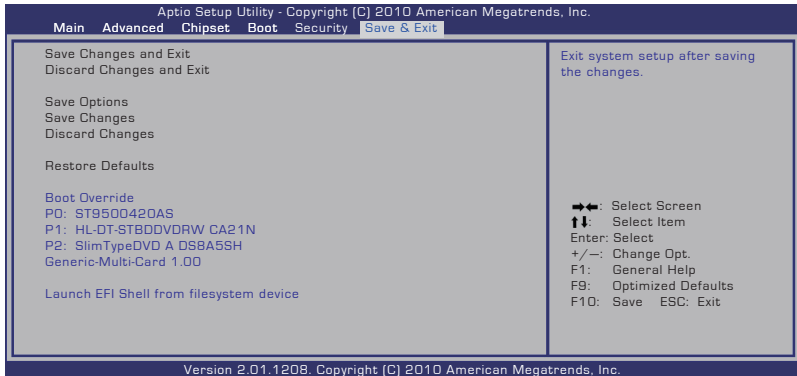 Aptio Setup Utility - Copyright (C) 2010 American Megatrends, Inc.
Main Advanced Chipset Boot Security Save & Exit
Save Changes and Exit
Discard Changes and Exit
Save Options
Save Changes
Discard Changes
Restore Defaults
Boot Override
P0: ST9500420AS
P1: HL-DT-STBDDVDRW CA21N
P2: SlimTypeDVD A DS8A5SH
Generic-Multi-Card 1.00
Launch EFI Shell from filesystem device
Exit system setup after saving
the changes.
→←: Select Screen
↑↓: Select Item
Enter: Select
+/—: Change Opt.
F1: General Help
F9: Optimized Defaults
F10: Save ESC: Exit
Version 2.01.1208. Copyright (C) 2010 American Megatrends, Inc.